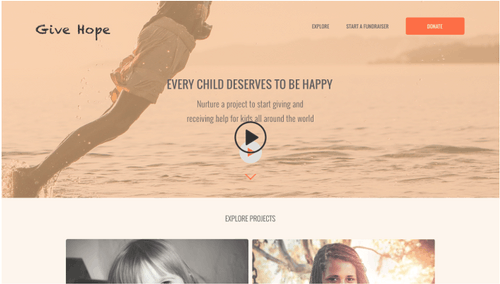 Give Hope
EXPLORE
START A FUNDRAISER
DONATE
EVERY CHILD DESERVES TO BE HAPPY
Nurture a project to start giving and
receiving help for kids all around the world
EXPLORE PROJECTS